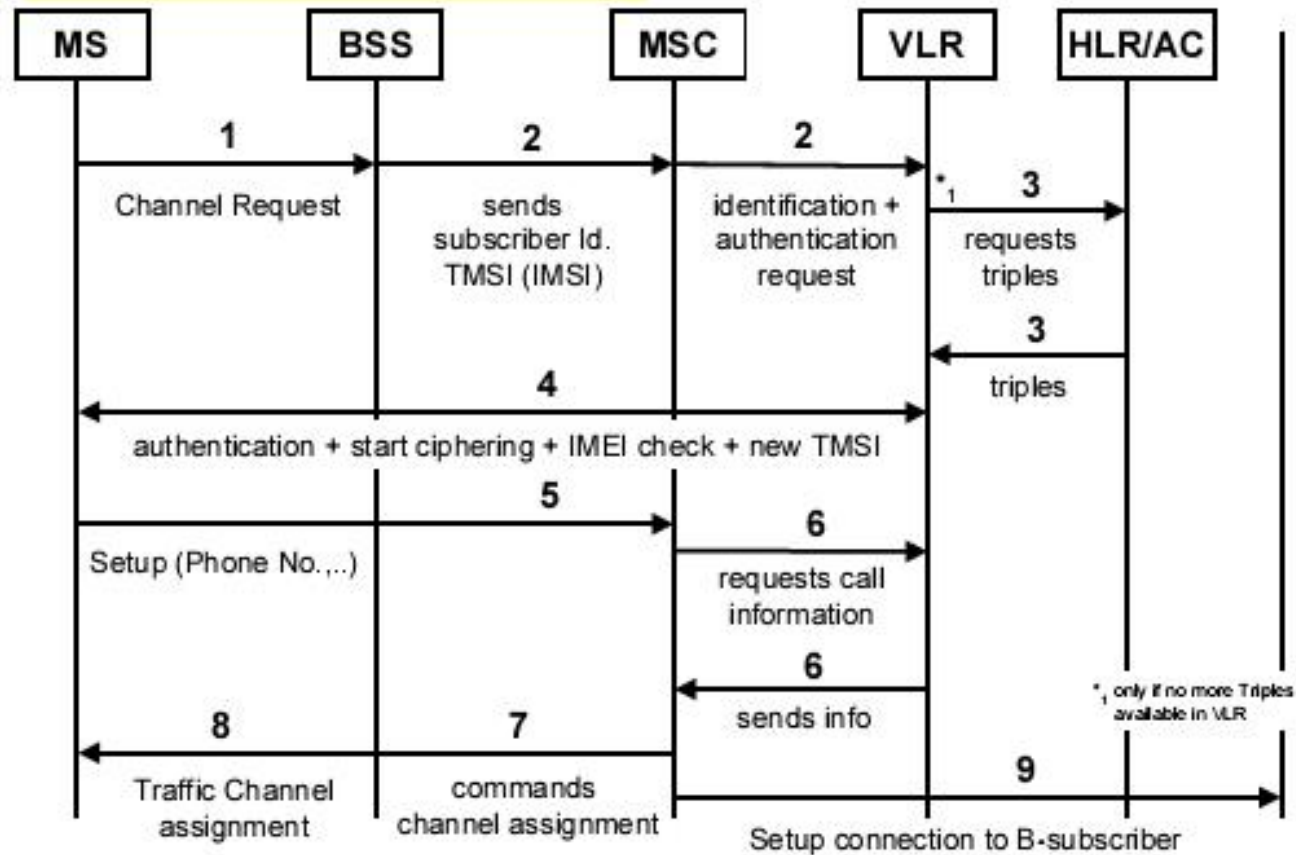 MS
BSS
MSC
VLR
HLR/AC
1
2
2
*1
3
Channel Request
sends
subscriber Id.
TMSI (IMSI)
identification +
authentication
request
requests
triples
3
triples
4
authentication + start ciphering + IMEI check + new TMSI
5
Setup (Phone No.,..)
6
requests call
information
6
sends info
*1 only if no more Triples
available in VLR
8
7
Traffic Channel
assignment
commands
channel assignment
9
Setup connection to B-subscriber